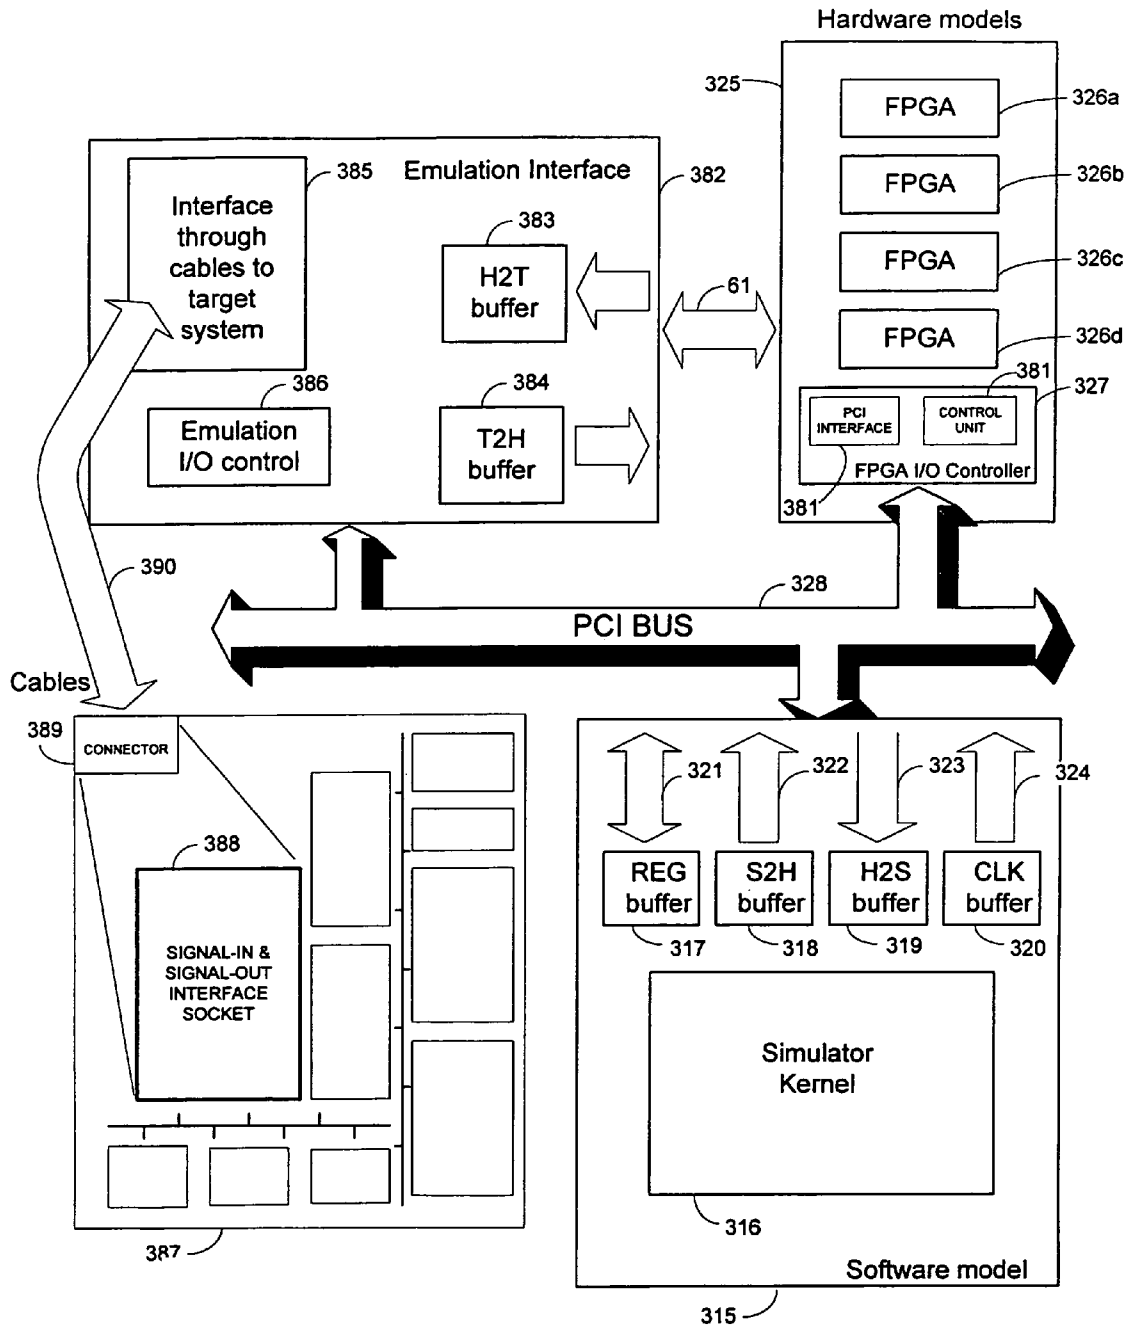 Hardware models
325
FPGA
326a
FPGA
326b
FPGA
326c
FPGA
326d
381
327
PCI
INTERFACE
CONTROL
UNIT
FPGA I/O Controller
381
385
Emulation Interface
382
Interface
through
cables to
target
system
383
H2T
buffer
61
386
Emulation
I/O control
384
T2H
buffer
390
328
PCI BUS
Cables
389
CONNECTOR
388
SIGNAL-IN &
SIGNAL-OUT
INTERFACE
SOCKET
387
321
322
323
324
REG
buffer
S2H
buffer
H2S
buffer
CLK
buffer
317
318
319
320
Simulator
Kernel
316
Software model
315